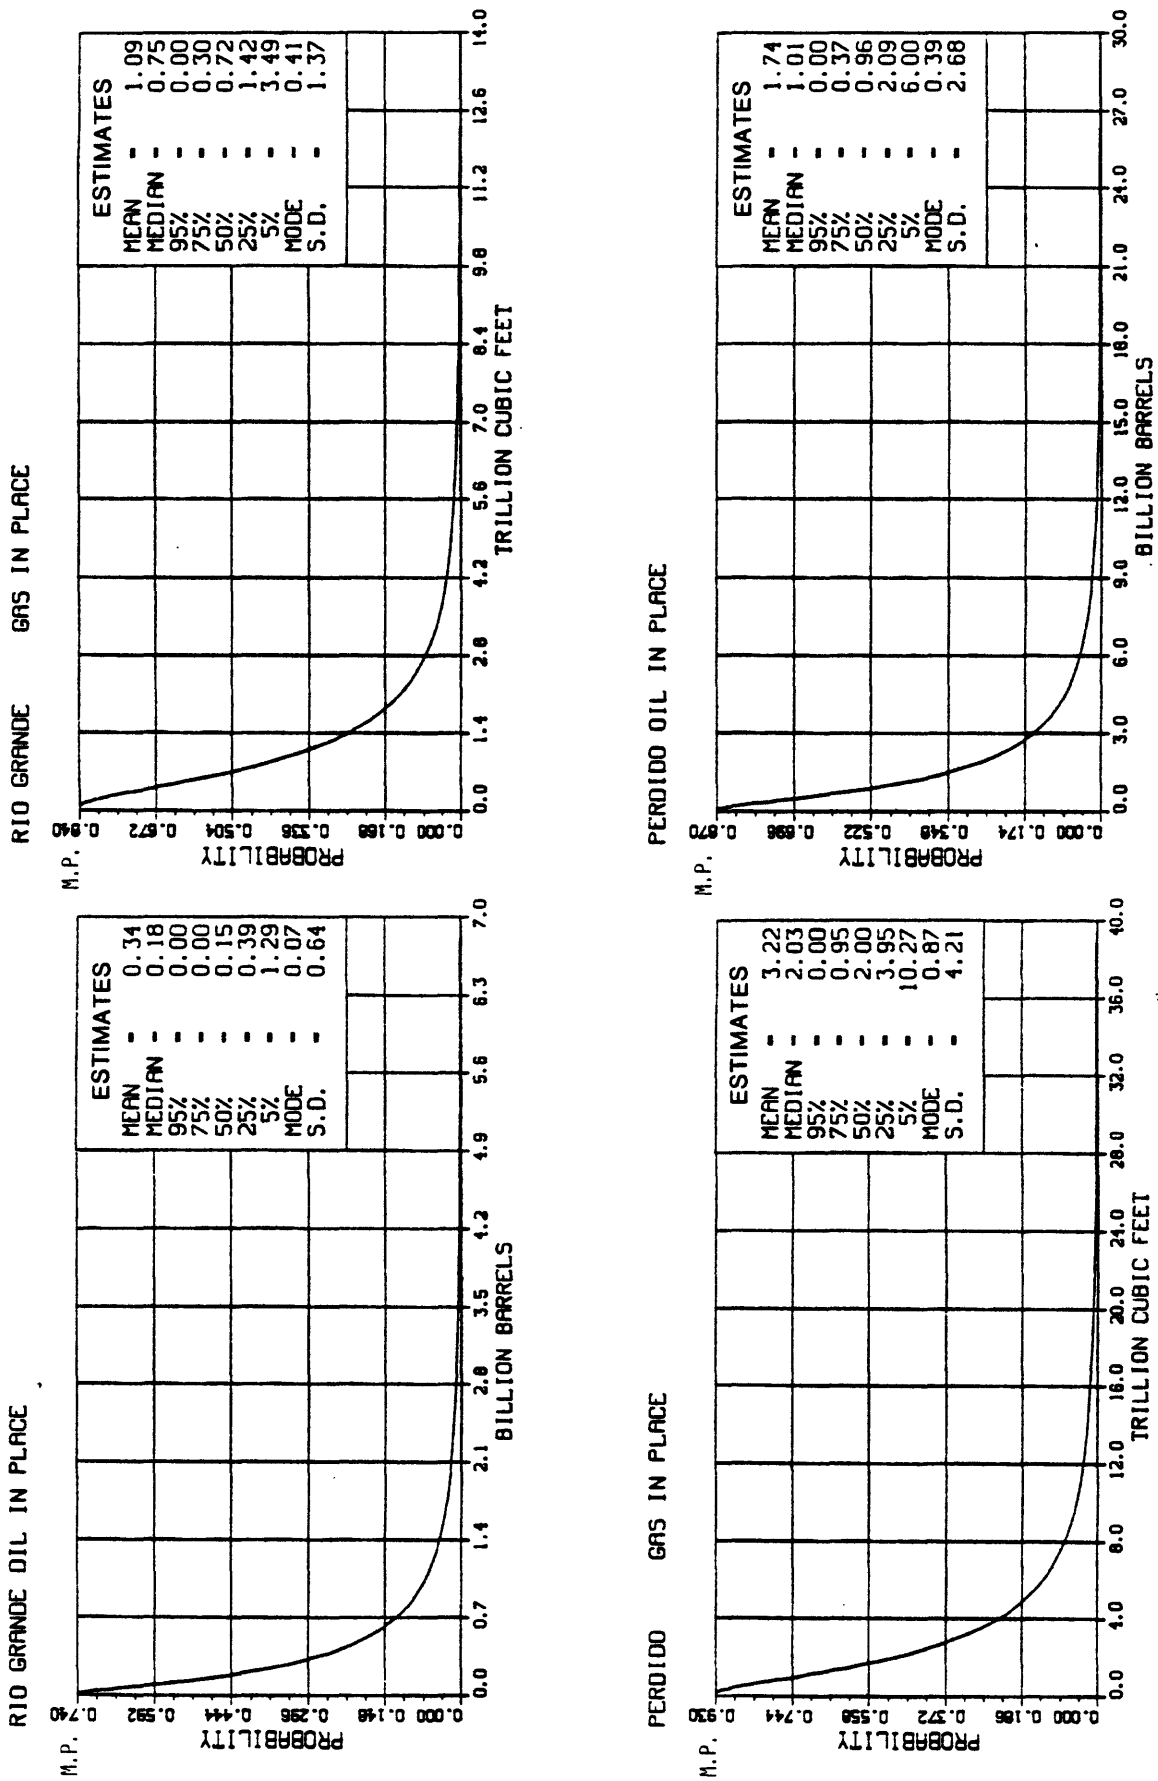 RIO GRANDE OIL IN PLACE
M.P.
0.740
0.592
0.444
0.296
0.148
0.000
PROBABILITY
0.0 0.7 1.4 2.1 2.8 3.5 4.2 4.9 5.6 6.3 7.0
BILLION BARRELS
ESTIMATES
MEAN = 0.34
MEDIAN = 0.18
95% = 0.00
75% = 0.00
50% = 0.15
25% = 0.39
5% = 1.29
MODE = 0.07
S.D. = 0.64
RIO GRANDE GAS IN PLACE
M.P.
0.840
0.672
0.504
0.336
0.168
0.000
PROBABILITY
0.0 1.4 2.8 4.2 5.6 7.0 8.4 9.8 11.2 12.6 14.0
TRILLION CUBIC FEET
ESTIMATES
MEAN = 1.09
MEDIAN = 0.75
95% = 0.00
75% = 0.30
50% = 0.72
25% = 1.42
5% = 3.49
MODE = 0.41
S.D. = 1.37
PERDIDO GAS IN PLACE
M.P.
0.930
0.744
0.558
0.372
0.186
0.000
PROBABILITY
0.0 4.0 8.0 12.0 16.0 20.0 24.0 28.0 32.0 36.0 40.0
TRILLION CUBIC FEET
ESTIMATES
MEAN = 3.22
MEDIAN = 2.03
95% = 0.00
75% = 0.95
50% = 2.00
25% = 3.95
5% = 10.27
MODE = 0.87
S.D. = 4.21
PERDIDO OIL IN PLACE
M.P.
0.870
0.696
0.522
0.348
0.174
0.000
PROBABILITY
0.0 3.0 6.0 9.0 12.0 15.0 18.0 21.0 24.0 27.0 30.0
BILLION BARRELS
ESTIMATES
MEAN = 1.74
MEDIAN = 1.01
95% = 0.00
75% = 0.37
50% = 0.96
25% = 2.09
5% = 6.00
MODE = 0.39
S.D. = 2.68